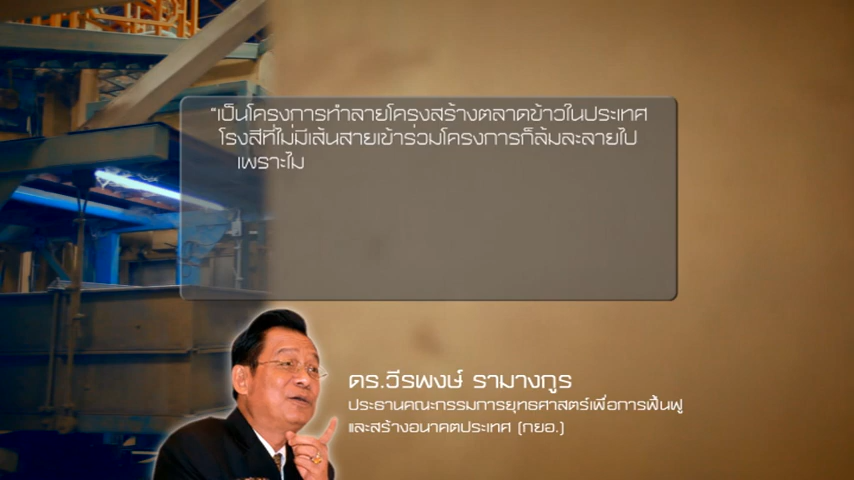 “เป็นโครงการทำลายโครงสร้างตลาดข้าวในประเทศ
โรงสีที่ไม่มีเส้นสายเข้าร่วมโครงการก็ล้มละลายไป
เพราะไม
ดร.วีรพงษ์ รามางกูร
ประธานคณะกรรมการยุทธศาสตร์เพื่อการฟื้นฟู
และสร้างอนาคตประเทศ (กยอ.)